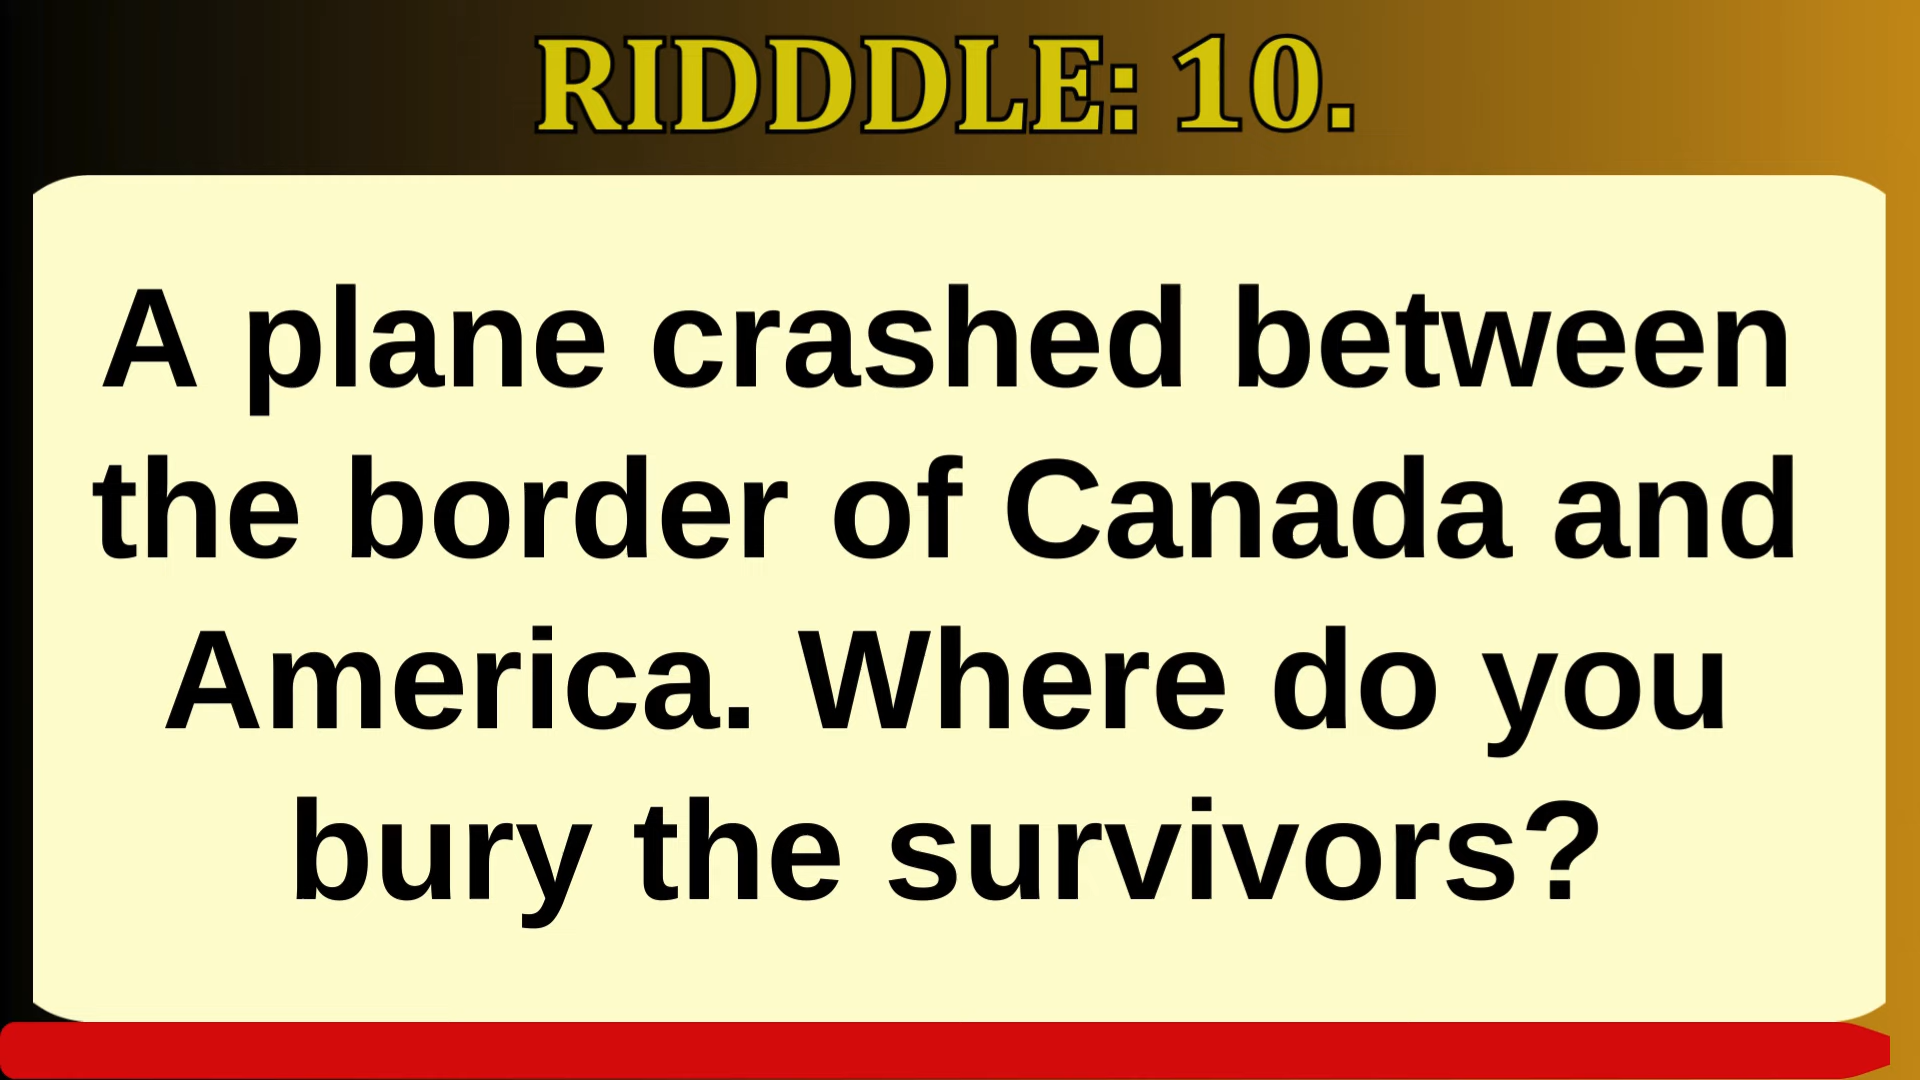 RIDDDLE: 10.
A plane crashed between
the border of Canada and
America. Where do you
bury the survivors?